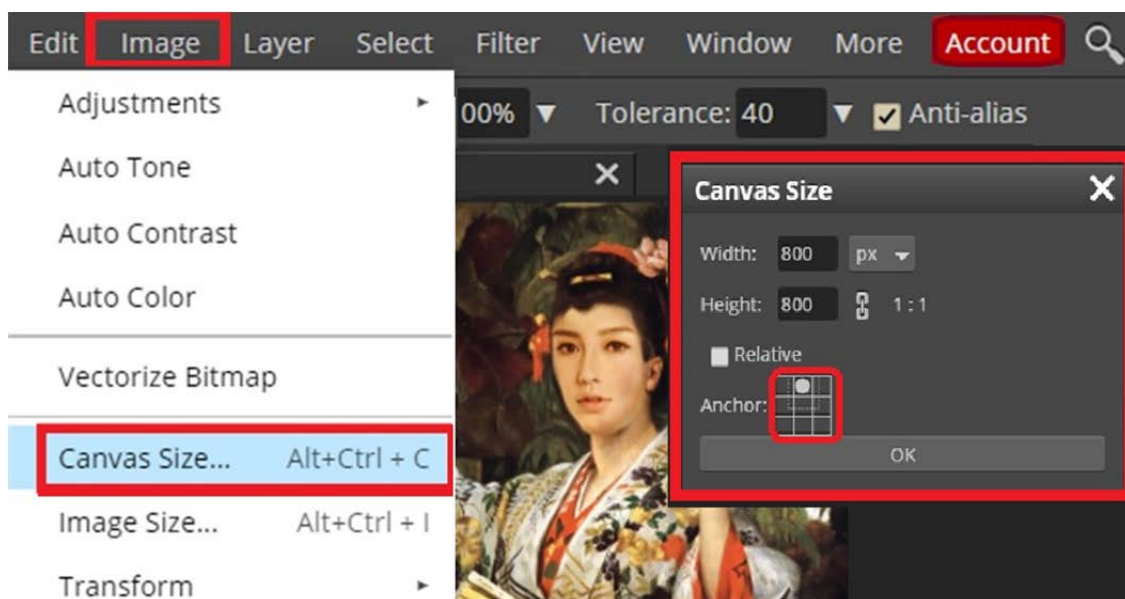 Edit Image Layer Select Filter View Window More Account
00% ▼ Tolerance: 40 ▼ Anti-alias
Adjustments ►
Auto Tone
Auto Contrast
Auto Color
Vectorize Bitmap
Canvas Size... Alt+Ctrl + C
Image Size... Alt+Ctrl + I
Transform ►
Canvas Size X
Width: 800 px
Height: 800 1 : 1
Relative
Anchor:
OK